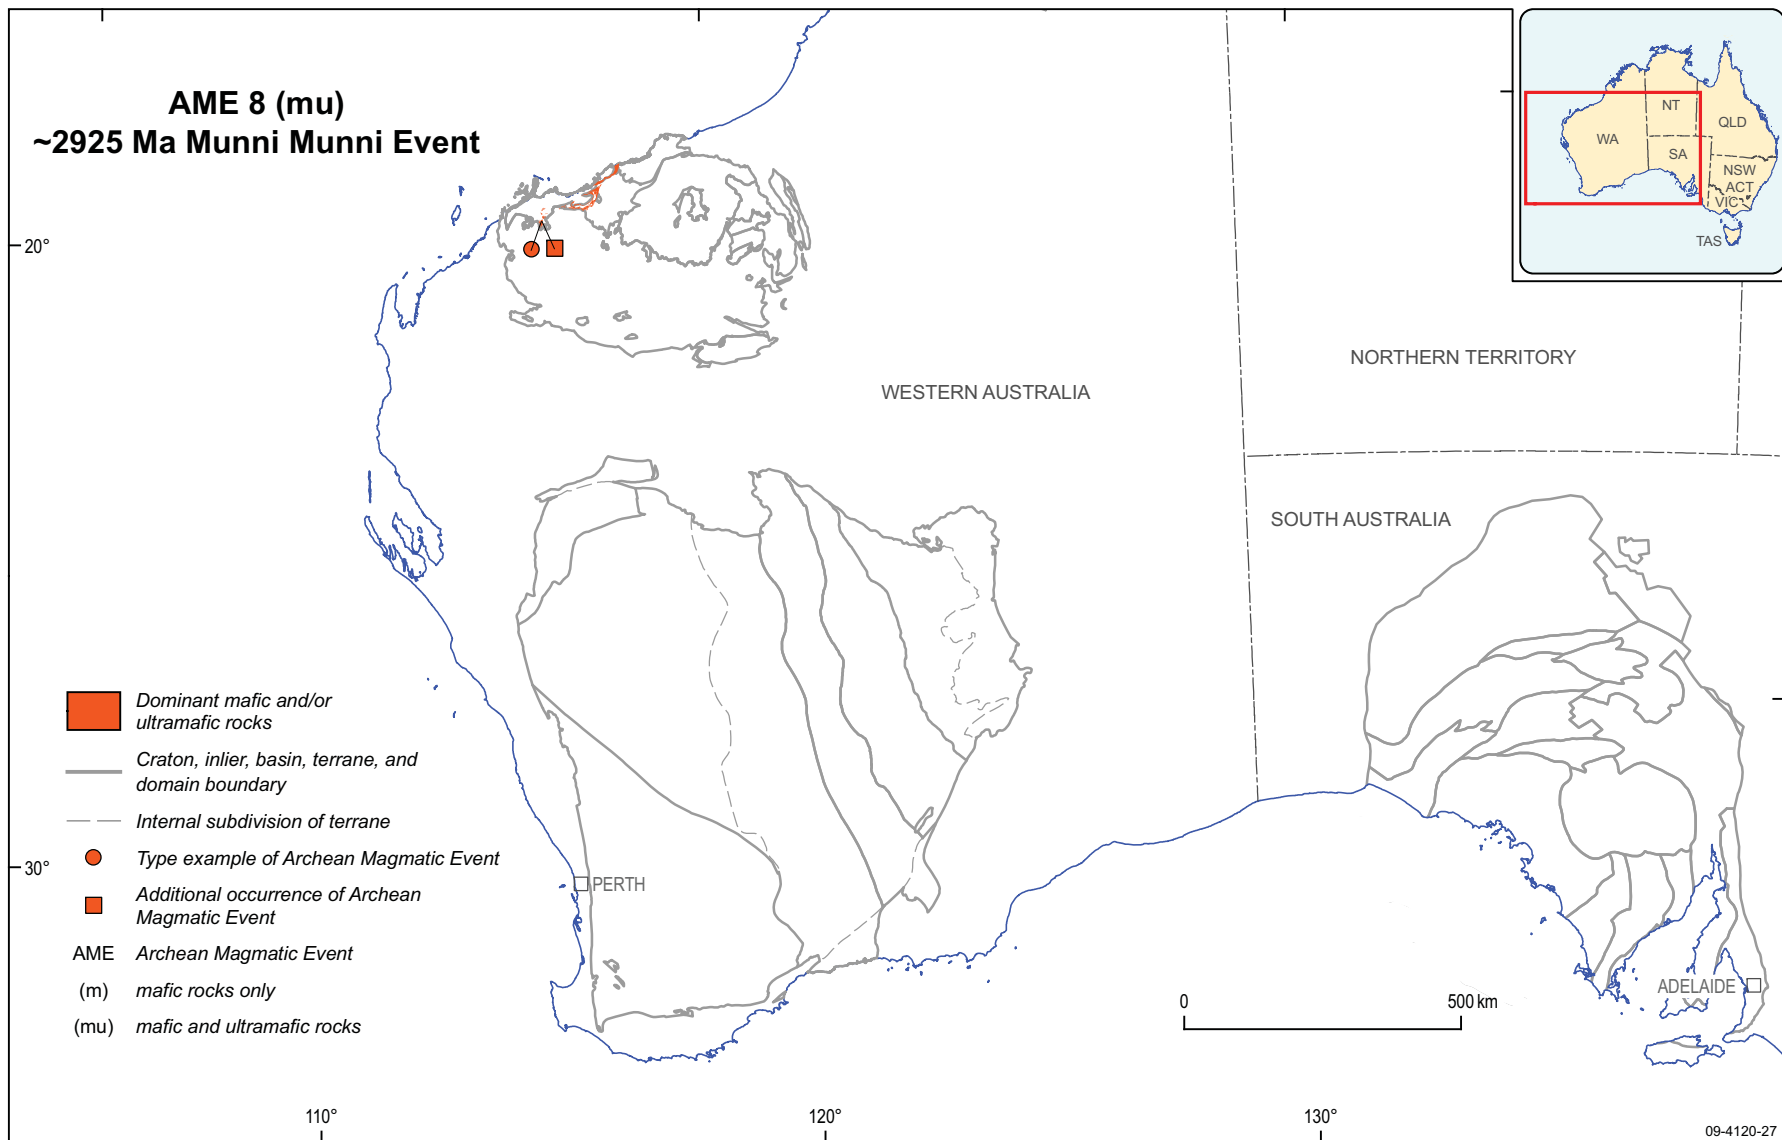 AME 8 (mu)
~2925 Ma Munni Munni Event
NT
QLD
WA
SA
NSW
ACT
VIC
TAS
20°
NORTHERN TERRITORY
WESTERN AUSTRALIA
SOUTH AUSTRALIA
Dominant mafic and/or
ultramafic rocks
Craton, inlier, basin, terrane, and
domain boundary
Internal subdivision of terrane
Type example of Archean Magmatic Event
30°
PERTH
Additional occurrence of Archean
Magmatic Event
AME Archean Magmatic Event
(m) mafic rocks only
(mu) mafic and ultramafic rocks
ADELAIDE
0 500 km
110° 120° 130°
09-4120-27